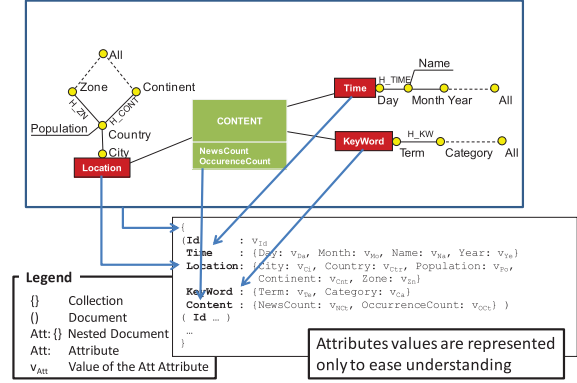 All
Zone
Continent
H_ZN
H_CONT
Population
Country
City
Location
CONTENT
NewsCount
OccurenceCount
Time
H_TIME
Name
Day
Month Year
All
KeyWord
H_KW
Term
Category
All
{
(Id : vId
Time : {Day: vDa, Month: vMo, Name: vNa, Year: vYe}
Location: {City: vCi, Country: vCtr, Population: vPo,
Continent: vCnt, Zone: vZn}
KeyWord : {Term: vTe, Category: vCa}
Content : {NewsCount: vNCt, OccurrenceCount: vOCt} )
( Id … )
…
}
Legend
{} Collection
() Document
Att: {} Nested Document
Att: Attribute
vAtt Value of the Att Attribute
Attributes values are represented
only to ease understanding